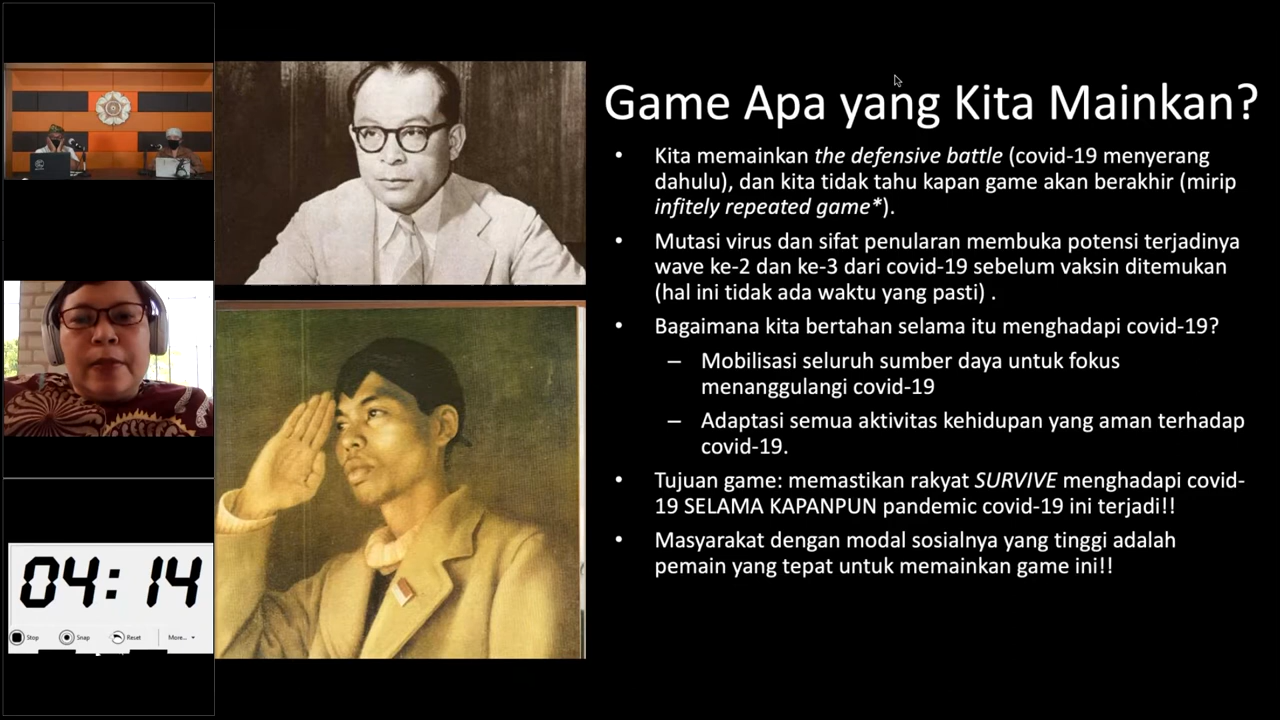 Game Apa yang Kita Mainkan?
• Kita memainkan the defensive battle (covid-19 menyerang
dahulu), dan kita tidak tahu kapan game akan berakhir (mirip
infitely repeated game*).
• Mutasi virus dan sifat penularan membuka potensi terjadinya
wave ke-2 dan ke-3 dari covid-19 sebelum vaksin ditemukan
(hal ini tidak ada waktu yang pasti) .
• Bagaimana kita bertahan selama itu menghadapi covid-19?
– Mobilisasi seluruh sumber daya untuk fokus
menanggulangi covid-19
– Adaptasi semua aktivitas kehidupan yang aman terhadap
covid-19.
• Tujuan game: memastikan rakyat SURVIVE menghadapi covid-
19 SELAMA KAPANPUN pandemic covid-19 ini terjadi!!
• Masyarakat dengan modal sosialnya yang tinggi adalah
pemain yang tepat untuk memainkan game ini!!
04:14
Stop Snap Reset More...